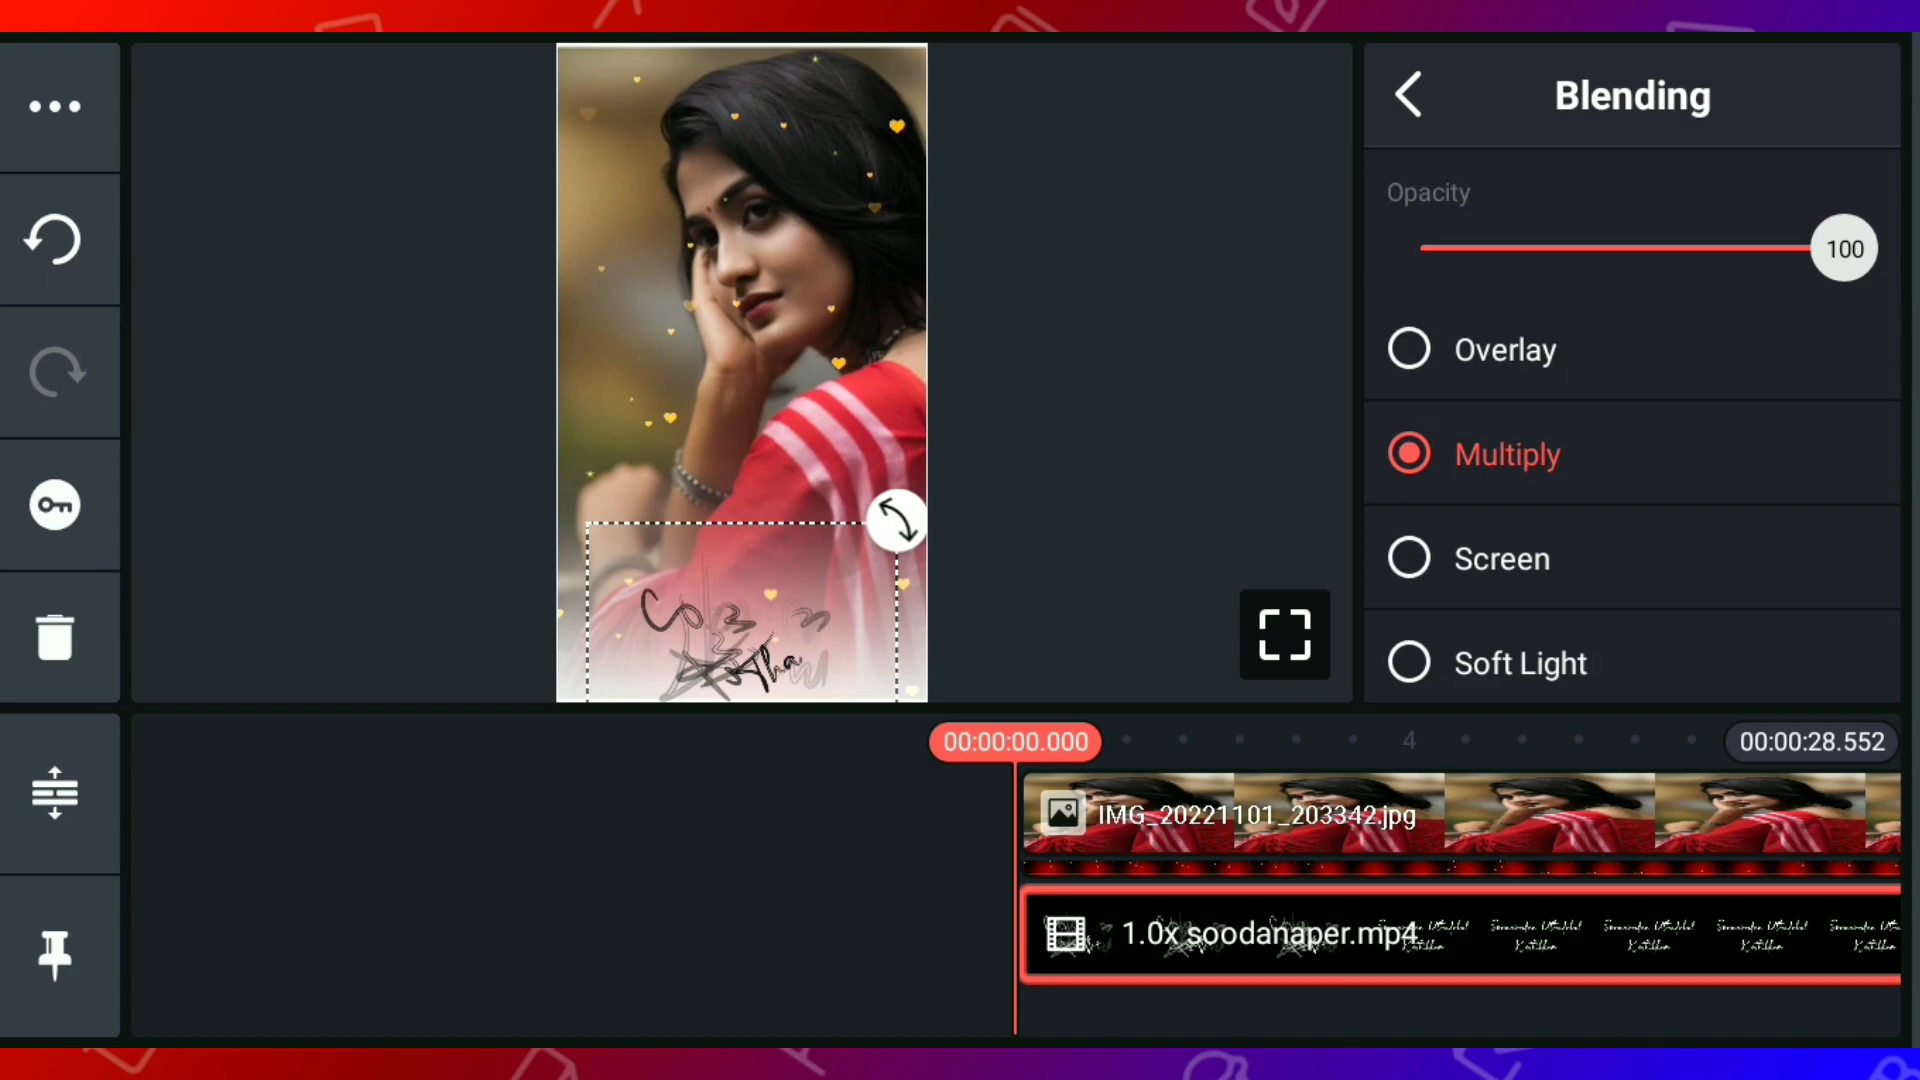 Blending
Opacity
100
Overlay
Multiply
Screen
Soft Light
00:00:00.000
4
00:00:28.552
IMG_20221101_203342.jpg
1.0x soodanaper.mp4